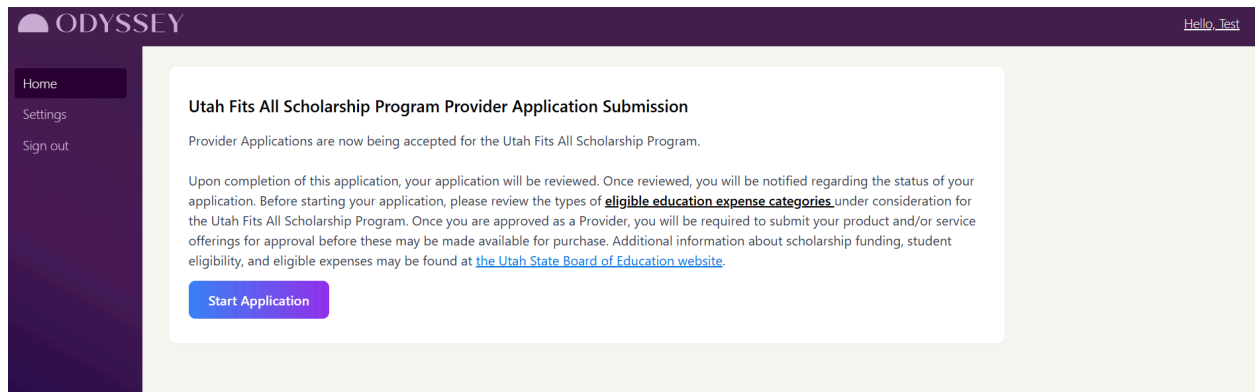 ODYSSEY
Hello, Test
Home
Settings
Sign out
Utah Fits All Scholarship Program Provider Application Submission
Provider Applications are now being accepted for the Utah Fits All Scholarship Program.
Upon completion of this application, your application will be reviewed. Once reviewed, you will be notified regarding the status of your
application. Before starting your application, please review the types of eligible education expense categories under consideration for
the Utah Fits All Scholarship Program. Once you are approved as a Provider, you will be required to submit your product and/or service
offerings for approval before these may be made available for purchase. Additional information about scholarship funding, student
eligibility, and eligible expenses may be found at the Utah State Board of Education website.
Start Application